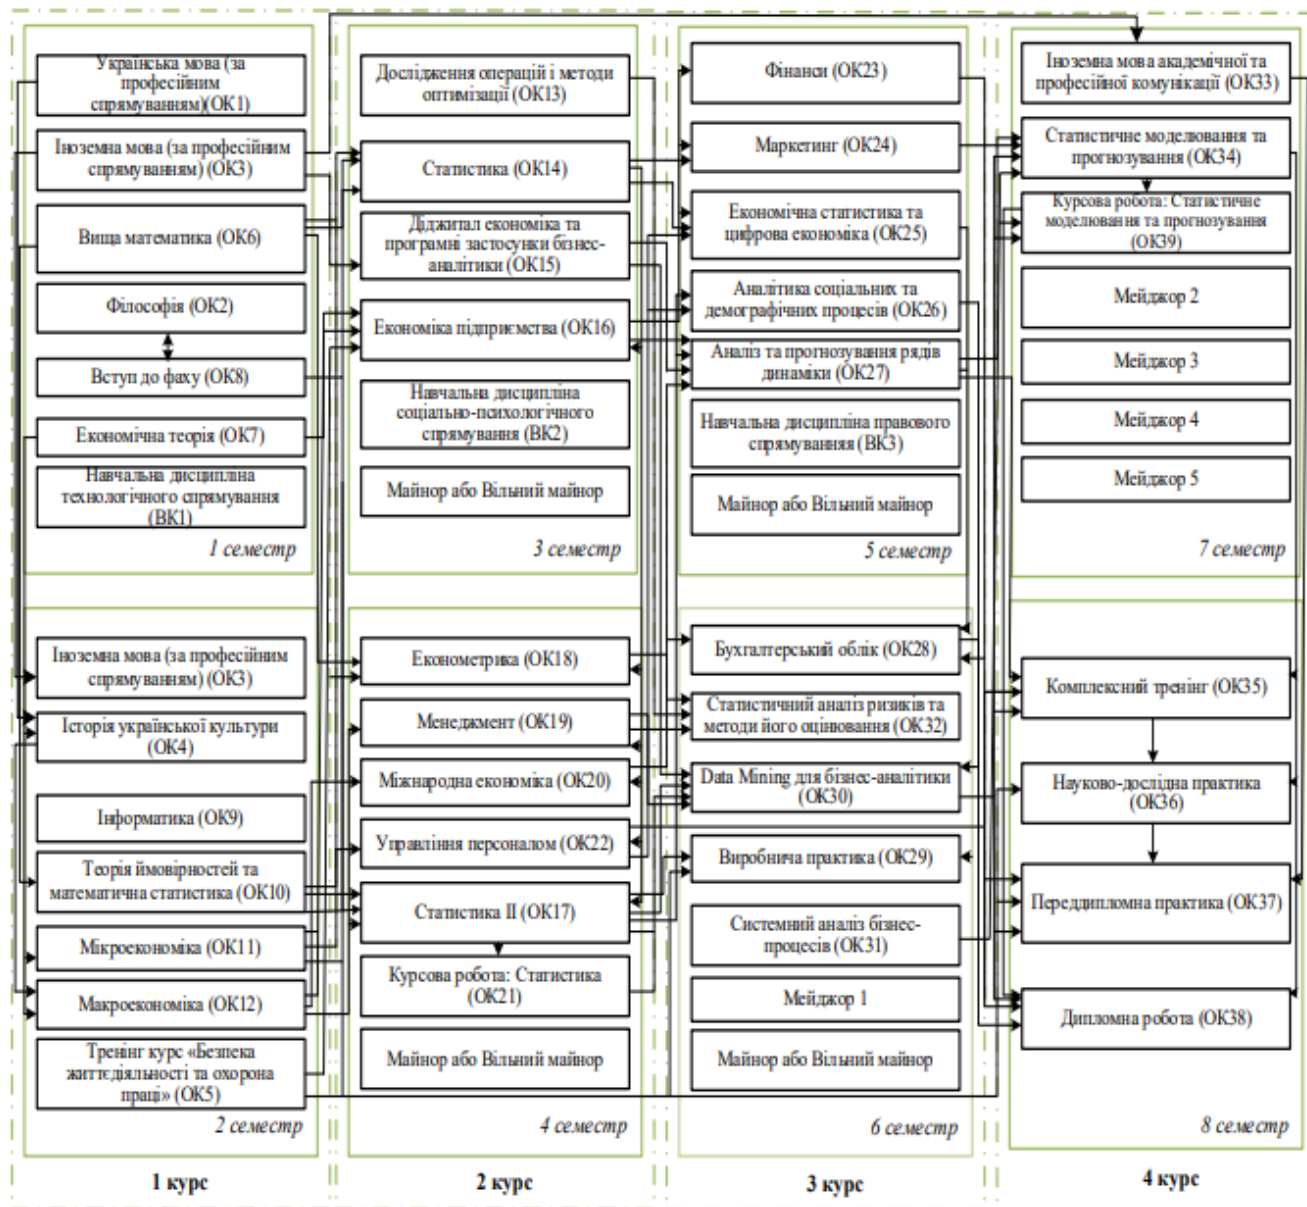 Українська мова (за
професійним
спрямуванням)(ОК1)
Іноземна мова (за професійним
спрямуванням) (ОК3)
Вища математика (ОК6)
Філософія (ОК2)
Вступ до фаху (ОК8)
Економічна теорія (ОК7)
Навчальна дисципліна
технологічного спрямування
(ВК1)
1 семестр
Іноземна мова (за професійним
спрямуванням) (ОК3)
Історія української культури
(ОК4)
Інформатика (ОК9)
Теорія ймовірностей та
математична статистика (ОК10)
Мікроекономіка (ОК11)
Макроекономіка (ОК12)
Тренінг курс «Безпека
життєдіяльності та охорона
праці» (ОК5)
2 семестр
1 курс
Дослідження операцій і методи
оптимізації (ОК13)
Статистика (ОК14)
Діджитал економіка та
програмні застосунки бізнес-
аналітики (ОК15)
Економіка підприємства (ОК16)
Навчальна дисципліна
соціально-психологічного
спрямування (ВК2)
Майнор або Вільний майнор
3 семестр
Економетрика (ОК18)
Менеджмент (ОК19)
Міжнародна економіка (ОК20)
Управління персоналом (ОК22)
Статистика II (ОК17)
Курсова робота: Статистика
(ОК21)
Майнор або Вільний майнор
4 семестр
2 курс
Фінанси (ОК23)
Маркетинг (ОК24)
Економічна статистика та
цифрова економіка (ОК25)
Аналітика соціальних та
демографічних процесів (ОК26)
Аналіз та прогнозування рядів
динаміки (ОК27)
Навчальна дисципліна правового
спрямуванняя (ВК3)
Майнор або Вільний майнор
5 семестр
Бухгалтерський облік (ОК28)
Статистичний аналіз ризиків та
методи його оцінювання (ОК32)
Data Mining для бізнес-аналітики
(ОК30)
Виробнича практика (ОК29)
Системний аналіз бізнес-
процесів (ОК31)
Мейджор 1
Майнор або Вільний майнор
6 семестр
3 курс
Іноземна мова академічної та
професійної комунікації (ОК33)
Статистичне моделювання та
прогнозування (ОК34)
Курсова робота: Статистичне
моделювання та прогнозування
(ОК39)
Мейджор 2
Мейджор 3
Мейджор 4
Мейджор 5
7 семестр
Комплексний тренінг (ОК35)
Науково-дослідна практика
(ОК36)
Переддипломна практика (ОК37)
Дипломна робота (ОК38)
8 семестр
4 курс